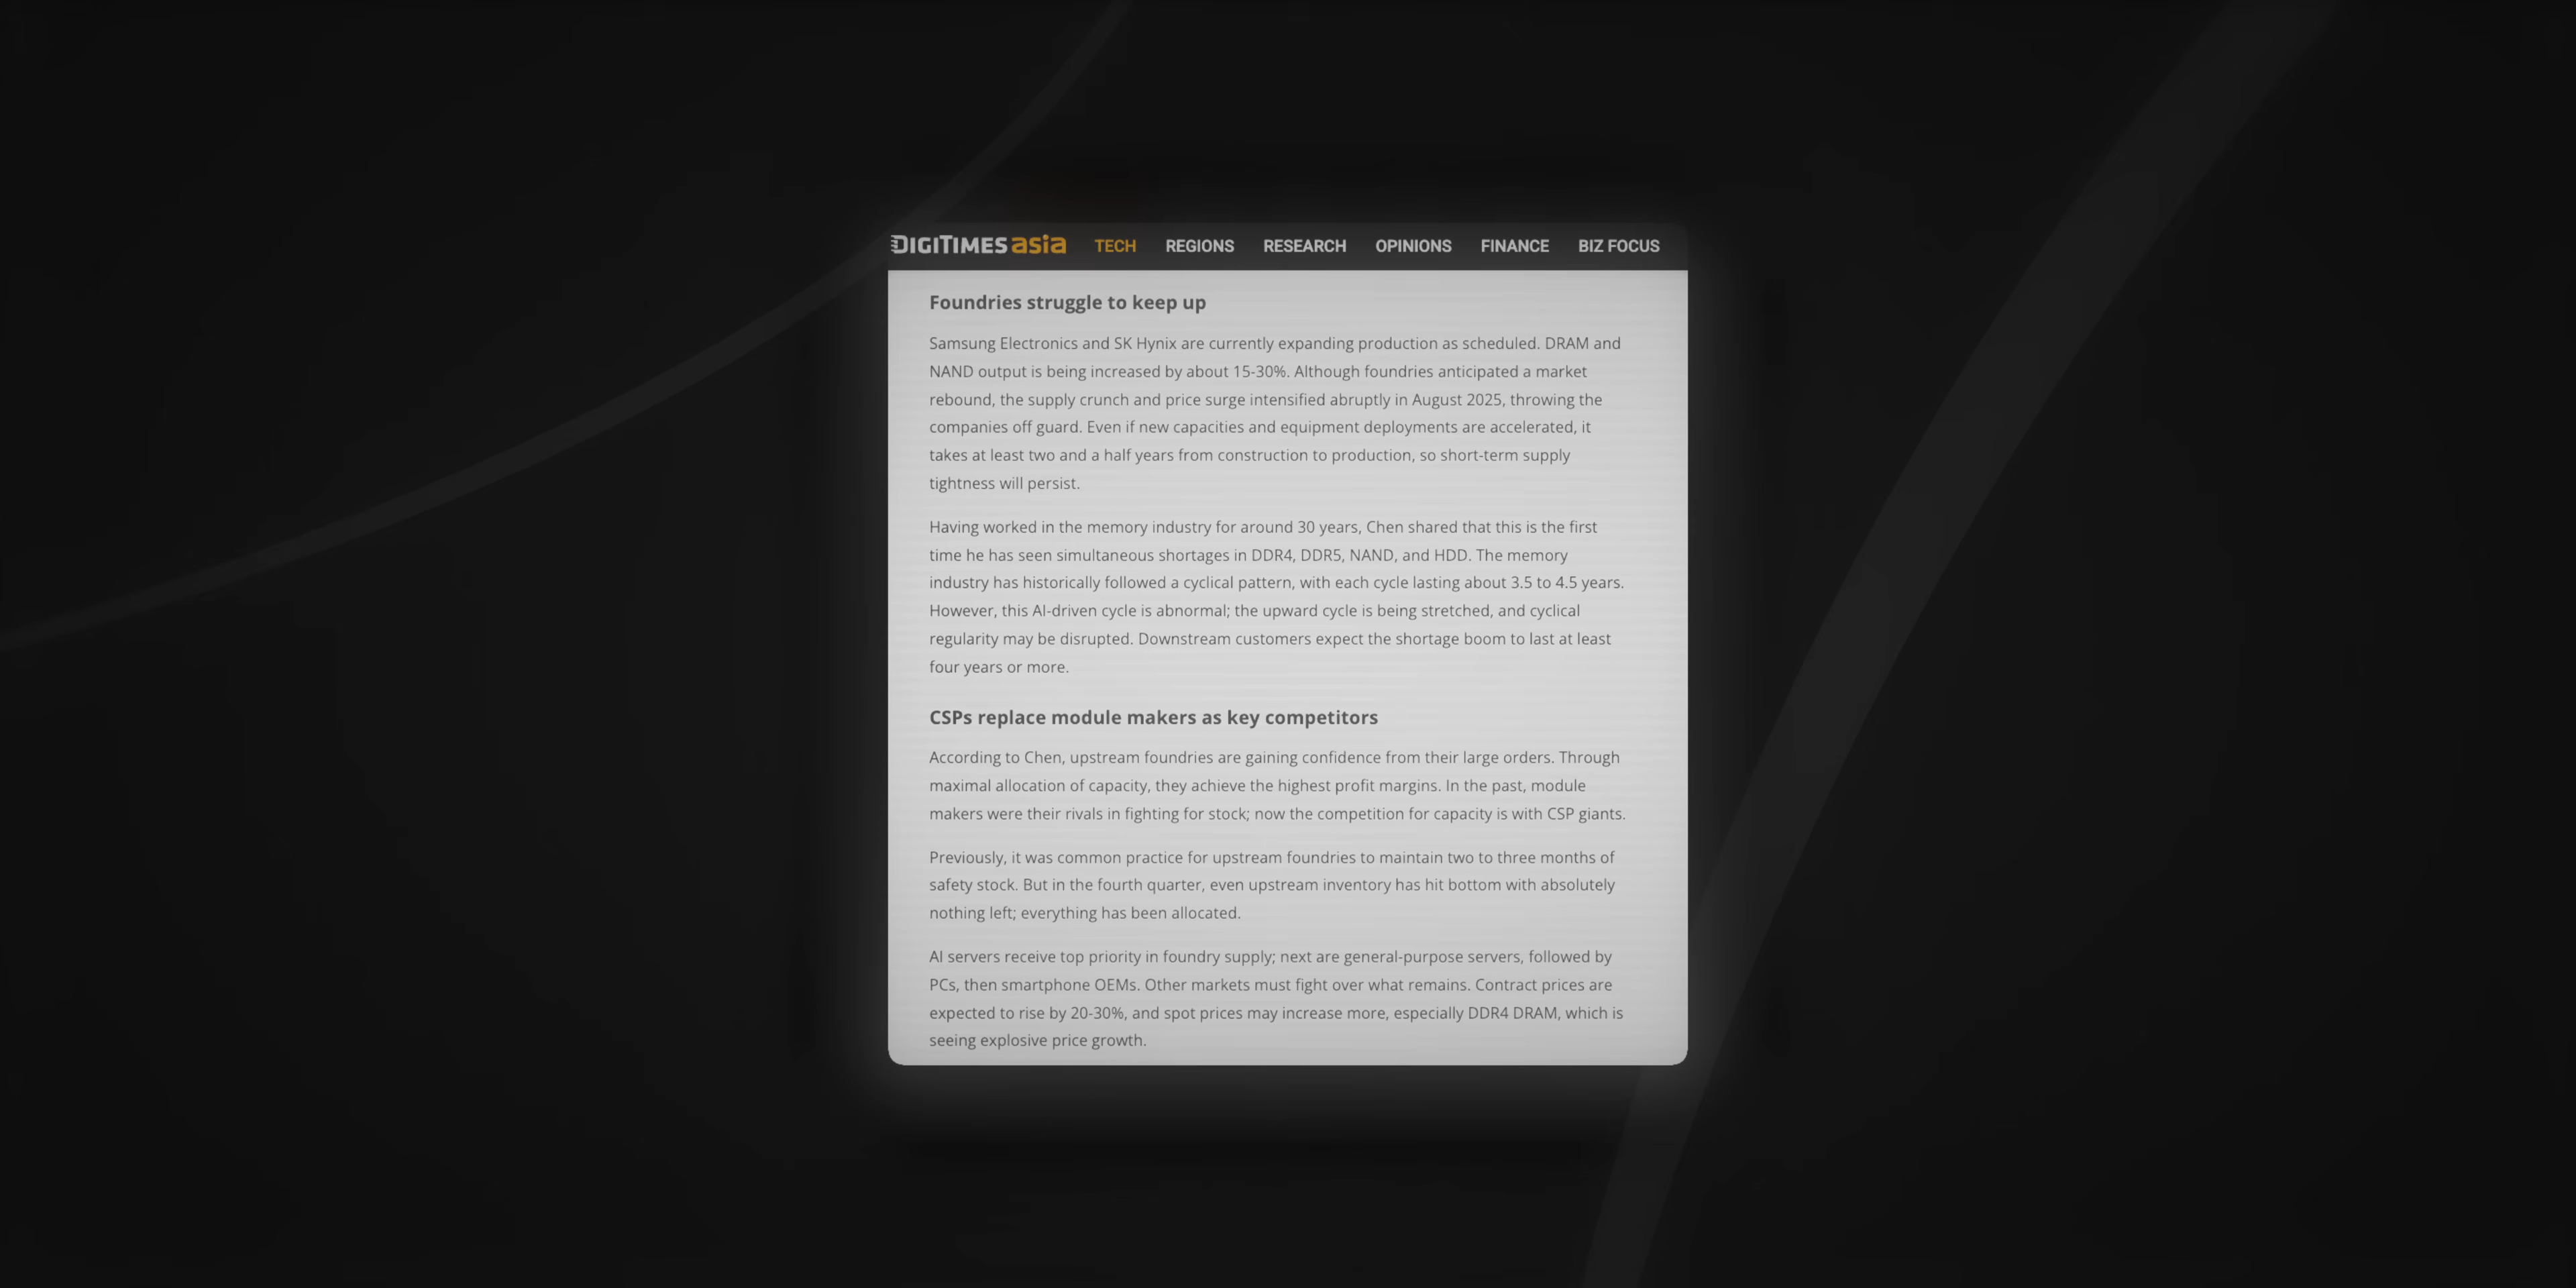 DIGITIMES asia TECH REGIONS RESEARCH OPINIONS FINANCE BIZ FOCUS
Foundries struggle to keep up
Samsung Electronics and SK Hynix are currently expanding production as scheduled. DRAM and
NAND output is being increased by about 15-30%. Although foundries anticipated a market
rebound, the supply crunch and price surge intensified abruptly in August 2025, throwing the
companies off guard. Even if new capacities and equipment deployments are accelerated, it
takes at least two and a half years from construction to production, so short-term supply
tightness will persist.
Having worked in the memory industry for around 30 years, Chen shared that this is the first
time he has seen simultaneous shortages in DDR4, DDR5, NAND, and HDD. The memory
industry has historically followed a cyclical pattern, with each cycle lasting about 3.5 to 4.5 years.
However, this AI-driven cycle is abnormal; the upward cycle is being stretched, and cyclical
regularity may be disrupted. Downstream customers expect the shortage boom to last at least
four years or more.
CSPs replace module makers as key competitors
According to Chen, upstream foundries are gaining confidence from their large orders. Through
maximal allocation of capacity, they achieve the highest profit margins. In the past, module
makers were their rivals in fighting for stock; now the competition for capacity is with CSP giants.
Previously, it was common practice for upstream foundries to maintain two to three months of
safety stock. But in the fourth quarter, even upstream inventory has hit bottom with absolutely
nothing left; everything has been allocated.
AI servers receive top priority in foundry supply; next are general-purpose servers, followed by
PCs, then smartphone OEMs. Other markets must fight over what remains. Contract prices are
expected to rise by 20-30%, and spot prices may increase more, especially DDR4 DRAM, which is
seeing explosive price growth.